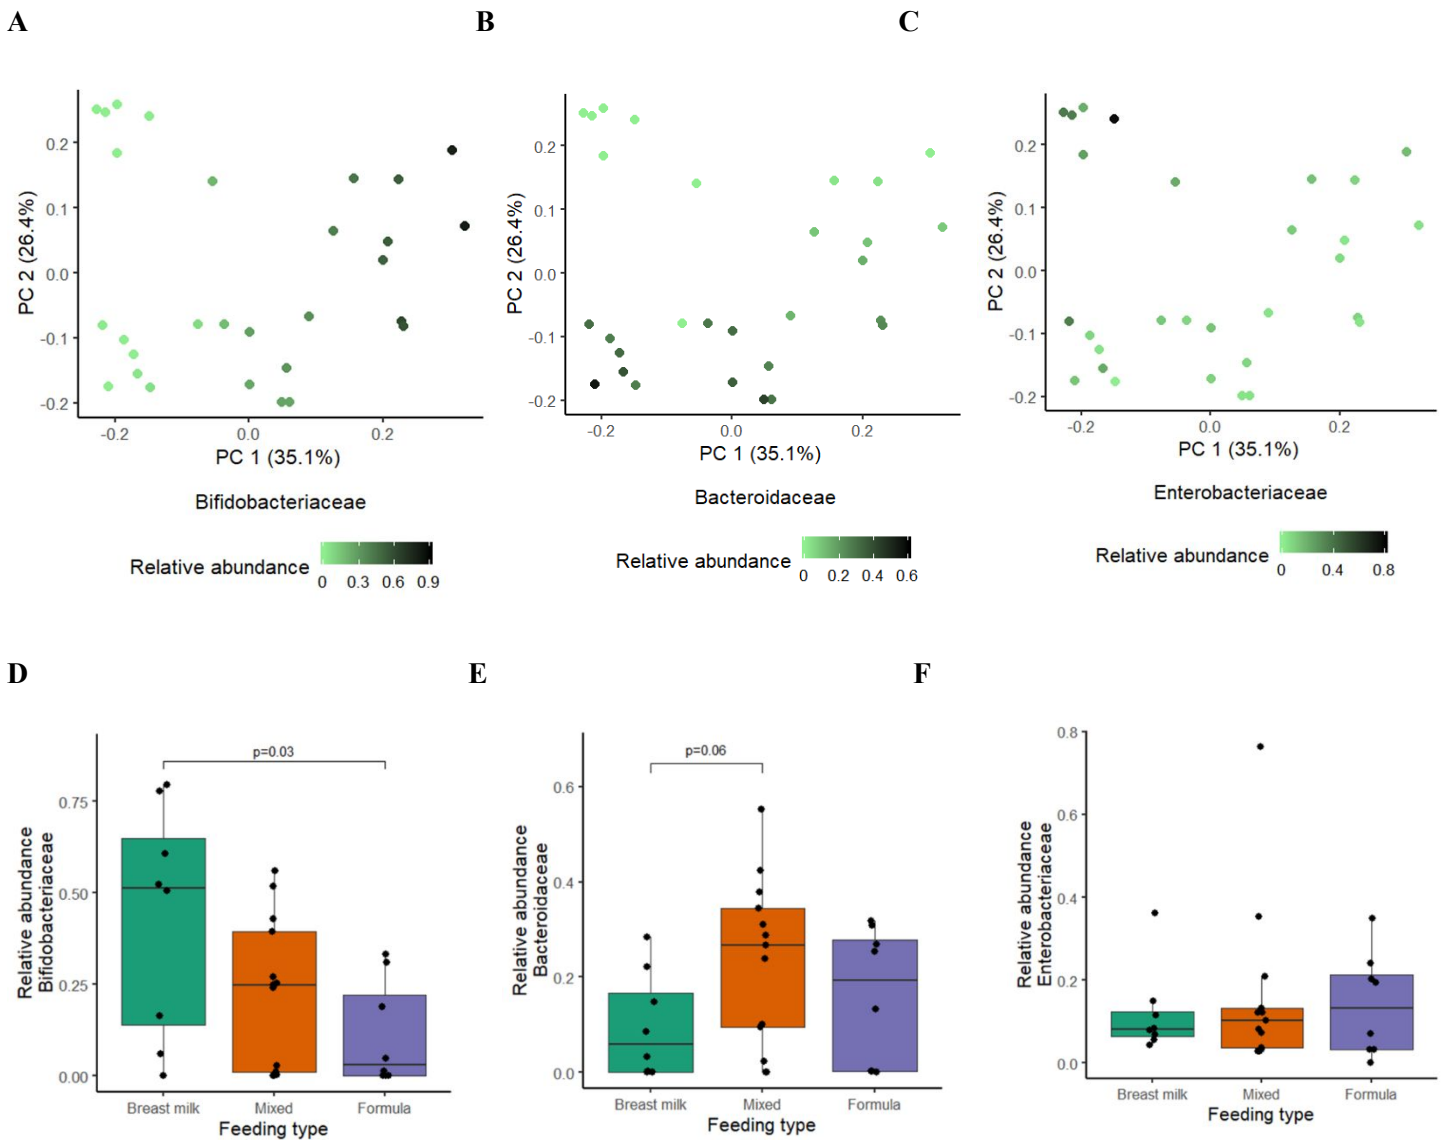 A
B
C
PC 2 (26.4%)
0.2
0.1
0.0
-0.1
-0.2
-0.2
0.0
0.2
PC 1 (35.1%)
Bifidobacteriaceae
Relative abundance
0 0.3 0.6 0.9
PC 2 (26.4%)
0.2
0.1
0.0
-0.1
-0.2
-0.2
0.0
0.2
PC 1 (35.1%)
Bacteroidaceae
Relative abundance
0 0.2 0.4 0.6
PC 2 (26.4%)
0.2
0.1
0.0
-0.1
-0.2
-0.2
0.0
0.2
PC 1 (35.1%)
Enterobacteriaceae
Relative abundance
0 0.4 0.8
D
E
F
Relative abundance
Bifidobacteriaceae
0.75
0.50
0.25
0.00
p=0.03
Breast milk
Mixed
Formula
Feeding type
Relative abundance
Bacteroidaceae
0.6
0.4
0.2
0.0
p=0.06
Breast milk
Mixed
Formula
Feeding type
Relative abundance
Enterobacteriaceae
0.8
0.6
0.4
0.2
0.0
Breast milk
Mixed
Formula
Feeding type